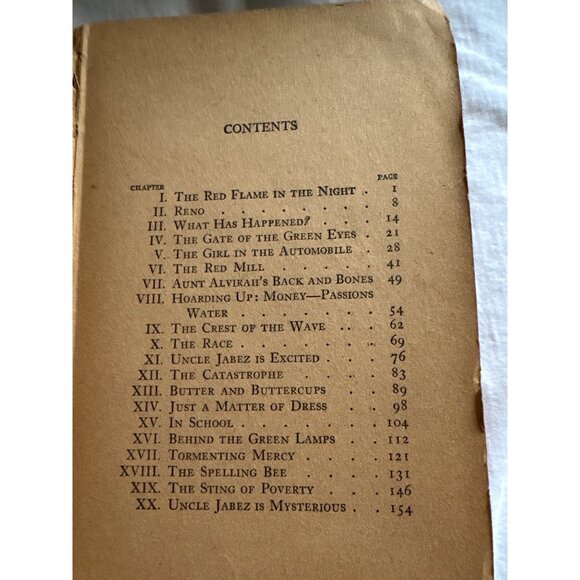 CONTENTS
CHAPTER PAGE
I. THE RED FLAME IN THE NIGHT . 1
II. RENO . . . . . . . 8
III. WHAT HAS HAPPENED? . . . 14
IV. THE GATE OF THE GREEN EYES . 21
V. THE GIRL IN THE AUTOMOBILE . 28
VI. THE RED MILL . . . . . 41
VII. AUNT ALVIRAH'S BACK AND BONES 49
VIII. HOARDING UP: MONEY—PASSIONS
WATER . . . . . . 54
IX. THE CREST OF THE WAVE . . 62
X. THE RACE . . . . . . 69
XI. UNCLE JABEZ IS EXCITED . . . 76
XII. THE CATASTROPHE . . . . 83
XIII. BUTTER AND BUTTERCUPS . . . 89
XIV. JUST A MATTER OF DRESS . . 98
XV. IN SCHOOL . . . . . . 104
XVI. BEHIND THE GREEN LAMPS . . . 112
XVII. TORMENTING MERCY . . . . 121
XVIII. THE SPELLING BEE . . . . 131
XIX. THE STING OF POVERTY . . . 146
XX. UNCLE JABEZ IS MYSTERIOUS . . 154